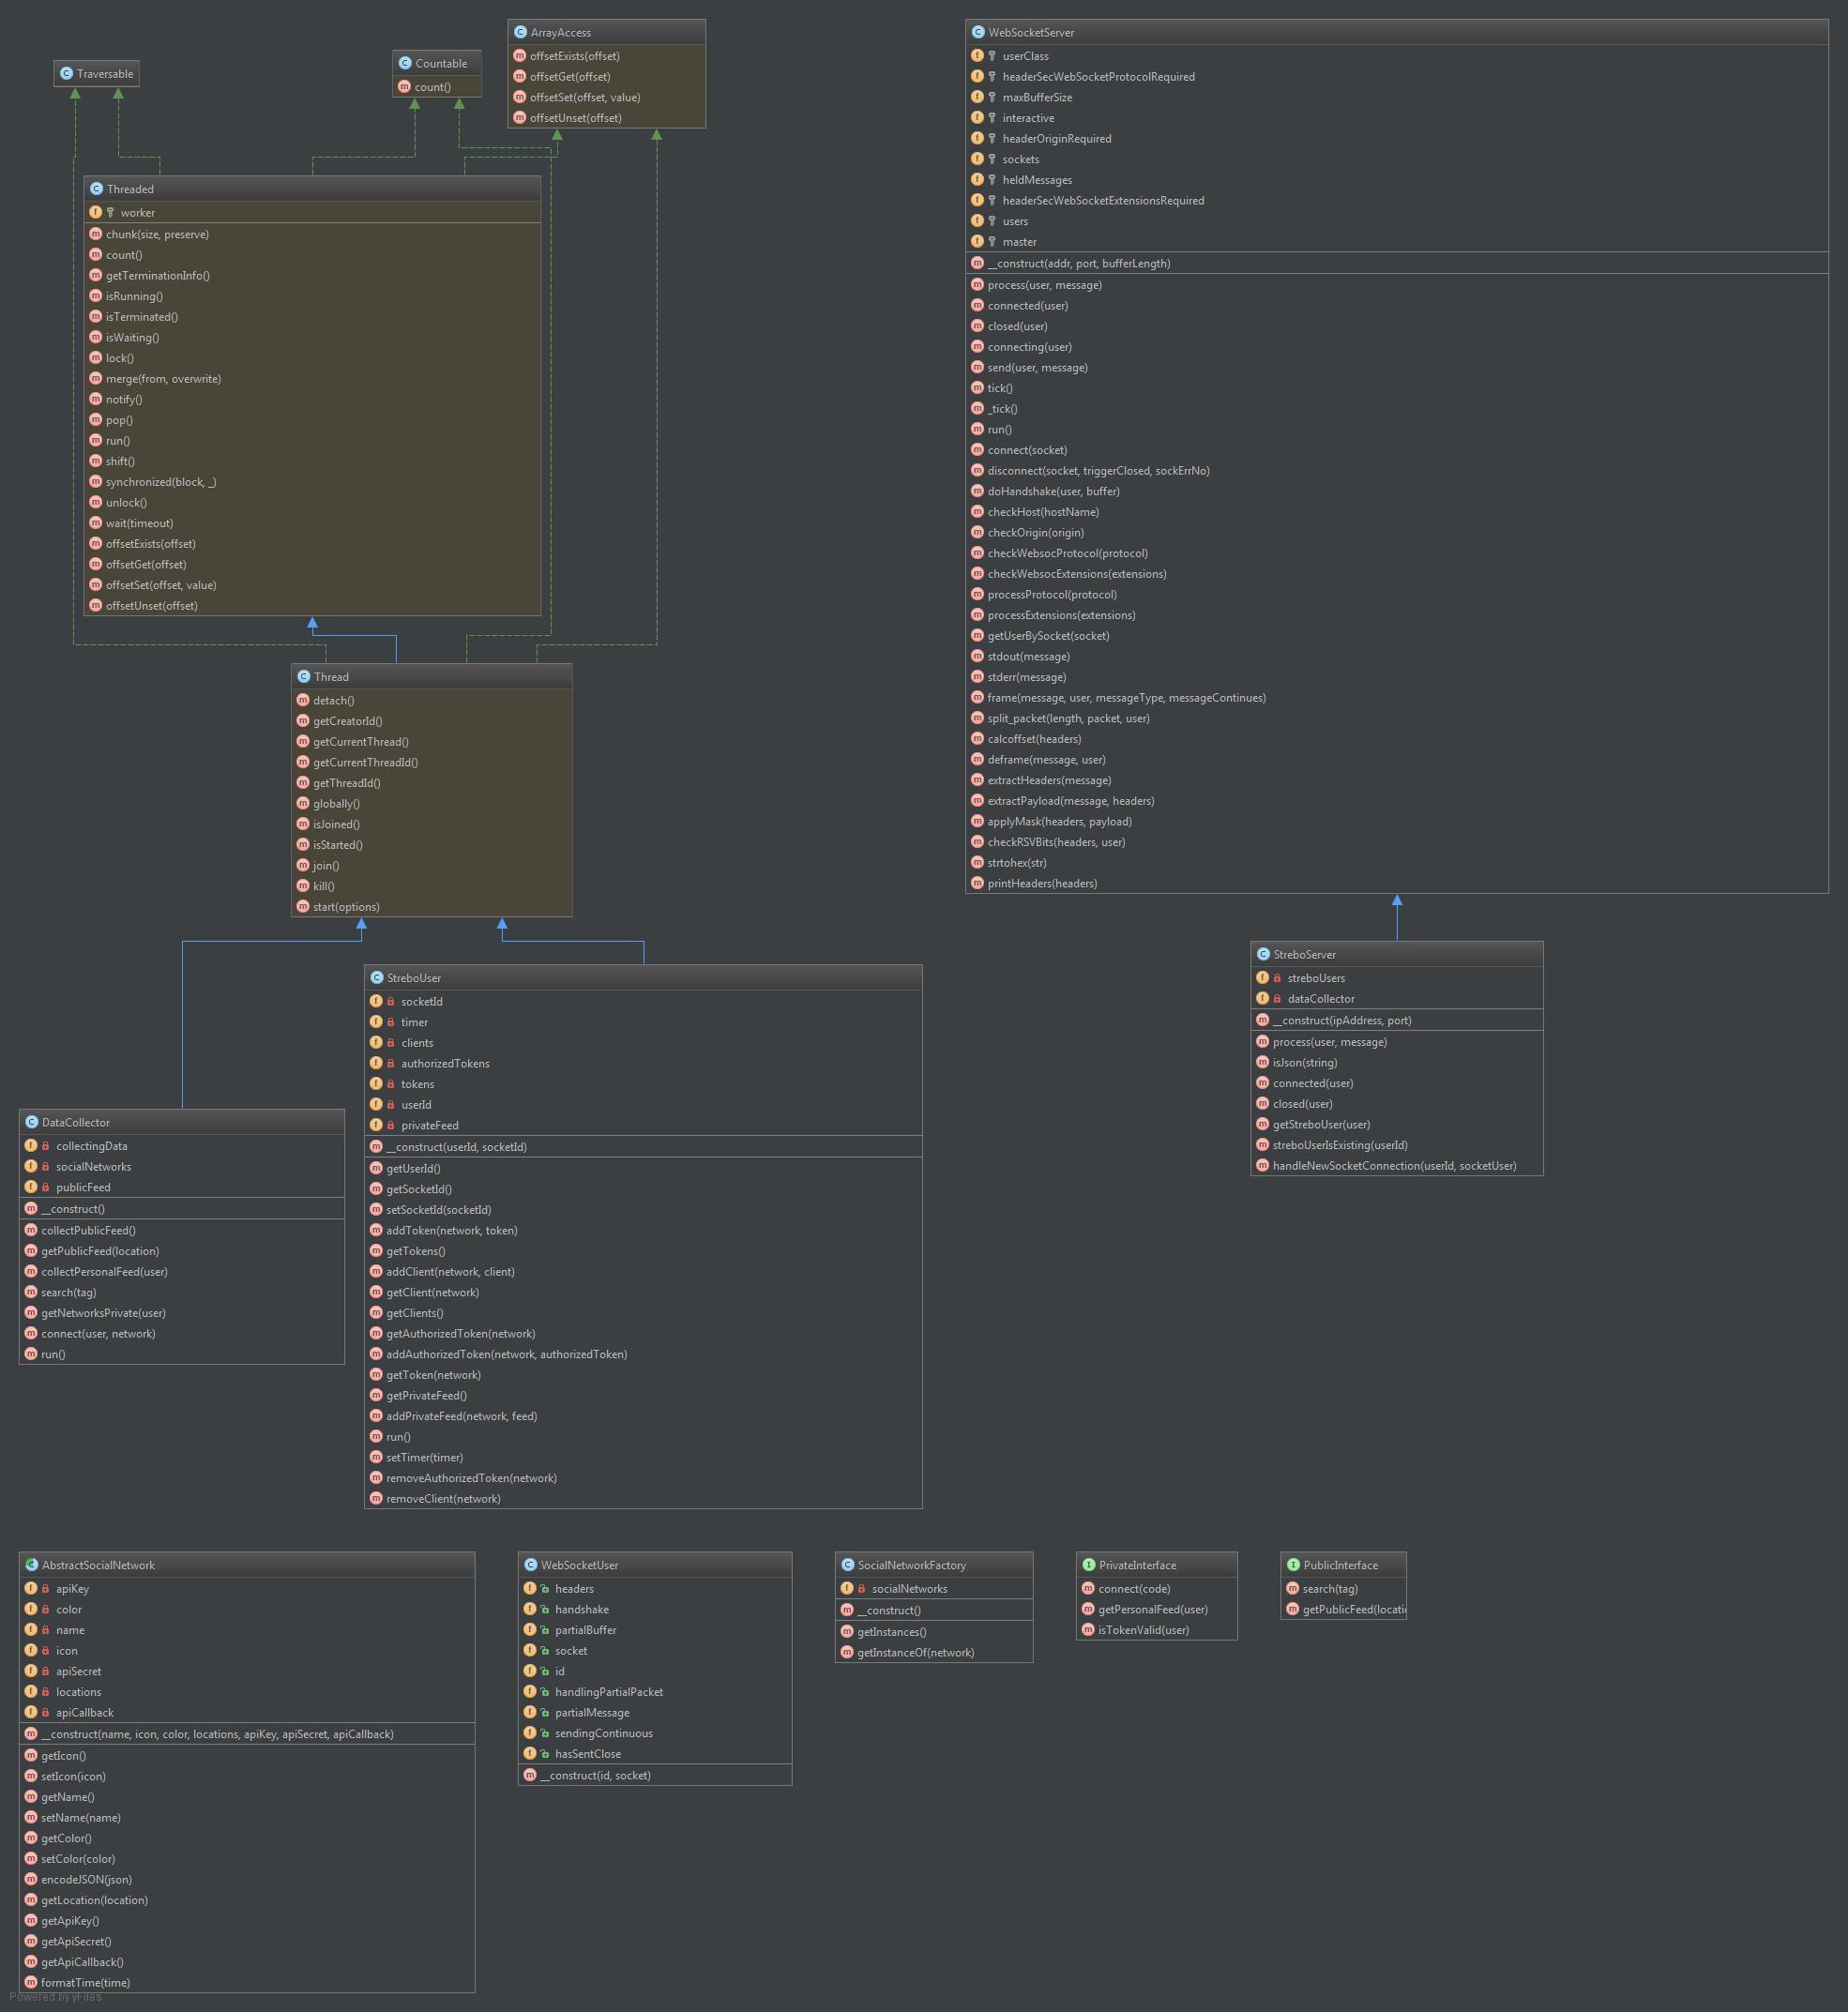 Traversable
Countable
count()
ArrayAccess
offsetExists(offset)
offsetGet(offset)
offsetSet(offset, value)
offsetUnset(offset)
Threaded
worker
chunk(size, preserve)
count()
getTerminationInfo()
isRunning()
isTerminated()
isWaiting()
lock()
merge(from, overwrite)
notify()
pop()
run()
shift()
synchronized(block, _)
unlock()
wait(timeout)
offsetExists(offset)
offsetGet(offset)
offsetSet(offset, value)
offsetUnset(offset)
Thread
detach()
getCreatorId()
getCurrentThread()
getCurrentThreadId()
getThreadId()
globally()
isJoined()
isStarted()
join()
kill()
start(options)
WebSocketServer
userClass
headerSecWebSocketProtocolRequired
maxBufferSize
interactive
headerOriginRequired
sockets
heldMessages
headerSecWebSocketExtensionsRequired
users
master
__construct(addr, port, bufferLength)
process(user, message)
connected(user)
closed(user)
connecting(user)
send(user, message)
tick()
_tick()
run()
connect(socket)
disconnect(socket, triggerClosed, sockErrNo)
doHandshake(user, buffer)
checkHost(hostName)
checkOrigin(origin)
checkWebsocProtocol(protocol)
checkWebsocExtensions(extensions)
processProtocol(protocol)
processExtensions(extensions)
getUserBySocket(socket)
stdout(message)
stderr(message)
frame(message, user, messageType, messageContinues)
split_packet(length, packet, user)
calcoffset(headers)
deframe(message, user)
extractHeaders(message)
extractPayload(message, headers)
applyMask(headers, payload)
checkRSVBits(headers, user)
strtohex(str)
printHeaders(headers)
StreboServer
streboUsers
dataCollector
__construct(ipAddress, port)
process(user, message)
isJson(string)
connected(user)
closed(user)
getStreboUser(user)
streboUserIsExisting(userId)
handleNewSocketConnection(userId, socketUser)
StreboUser
socketId
timer
clients
authorizedTokens
tokens
userId
privateFeed
__construct(userId, socketId)
getUserId()
getSocketId()
setSocketId(socketId)
addToken(network, token)
getTokens()
addClient(network, client)
getClient(network)
getClients()
getAuthorizedToken(network)
addAuthorizedToken(network, authorizedToken)
getToken(network)
getPrivateFeed()
addPrivateFeed(network, feed)
run()
setTimer(timer)
removeAuthorizedToken(network)
removeClient(network)
DataCollector
collectingData
socialNetworks
publicFeed
__construct()
collectPublicFeed()
getPublicFeed(location)
collectPersonalFeed(user)
search(tag)
getNetworksPrivate(user)
connect(user, network)
run()
AbstractSocialNetwork
apiKey
color
name
icon
apiSecret
locations
apiCallback
__construct(name, icon, color, locations, apiKey, apiSecret, apiCallback)
getIcon()
setIcon(icon)
getName()
setName(name)
getColor()
setColor(color)
encodeJSON(json)
getLocation(location)
getApiKey()
getApiSecret()
getApiCallback()
formatTime(time)
WebSocketUser
headers
handshake
partialBuffer
socket
id
handlingPartialPacket
partialMessage
sendingContinuous
hasSentClose
__construct(id, socket)
SocialNetworkFactory
socialNetworks
__construct()
getInstances()
getInstanceOf(network)
PrivateInterface
connect(code)
getPersonalFeed(user)
isTokenValid(user)
PublicInterface
search(tag)
getPublicFeed(locati
Powered by yFiles